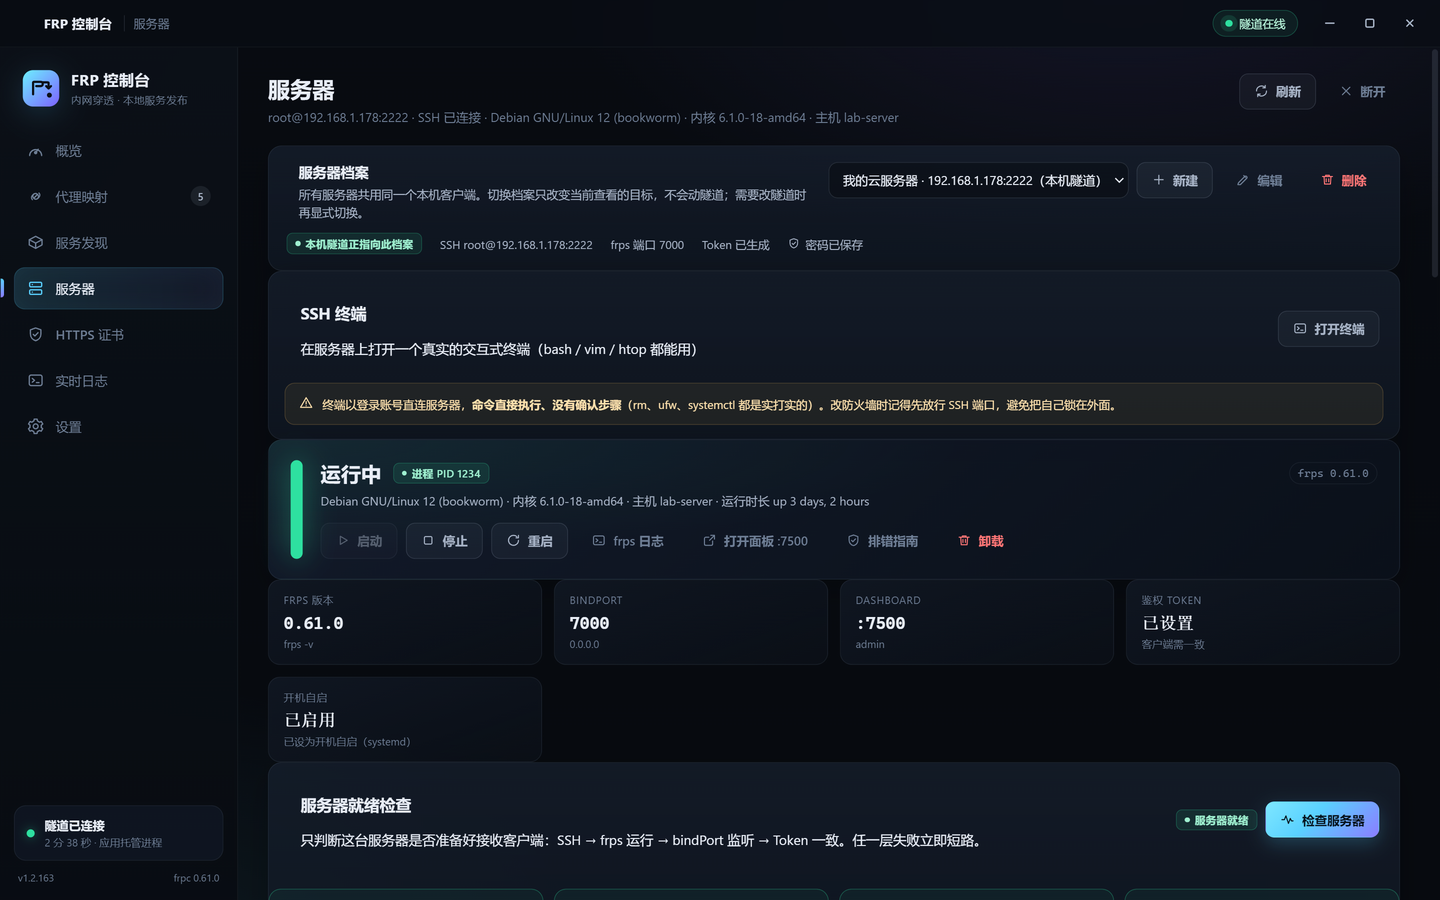 FRP 控制台 服务器
隧道在线
FRP 控制台
内网穿透 · 本地服务发布
概览
代理映射 5
服务发现
服务器
HTTPS 证书
实时日志
设置
隧道已连接
2 分 38 秒 · 应用托管进程
v1.2.163 frpc 0.61.0
服务器
root@192.168.1.178:2222 · SSH 已连接 · Debian GNU/Linux 12 (bookworm) · 内核 6.1.0-18-amd64 · 主机 lab-server
刷新 断开
服务器档案
所有服务器共用同一个本机客户端。切换档案只改变当前查看的目标，不会动隧道；需要改隧道时
再显式切换。
我的云服务器 · 192.168.1.178:2222（本机隧道） 新建 编辑 删除
本机隧道正指向此档案 SSH root@192.168.1.178:2222 frps 端口 7000 Token 已生成 密码已保存
SSH 终端
在服务器上打开一个真实的交互式终端（bash / vim / htop 都能用）
打开终端
终端以登录账号直连服务器，命令直接执行、没有确认步骤（rm、ufw、systemctl 都是实打实的）。改防火墙时记得先放行 SSH 端口，避免把自己锁在外面。
运行中 进程 PID 1234 frps 0.61.0
Debian GNU/Linux 12 (bookworm) · 内核 6.1.0-18-amd64 · 主机 lab-server · 运行时长 up 3 days, 2 hours
启动 停止 重启 frps 日志 打开面板 :7500 排错指南 卸载
FRPS 版本
0.61.0
frps -v
BINDPORT
7000
0.0.0.0
DASHBOARD
:7500
admin
鉴权 TOKEN
已设置
客户端需一致
开机自启
已启用
已设为开机自启（systemd）
服务器就绪检查
只判断这台服务器是否准备好接收客户端：SSH → frps 运行 → bindPort 监听 → Token 一致。任一层失败立即短路。
服务器就绪 检查服务器